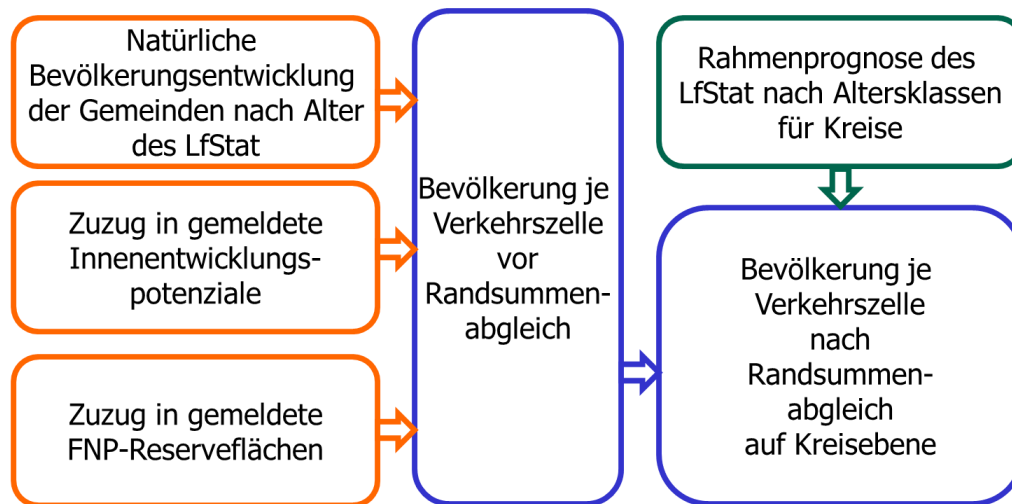 Natürliche
Bevölkerungsentwicklung
der Gemeinden nach Alter
des LfStat
Zuzug in gemeldete
Innenentwicklungs-
potenziale
Zuzug in gemeldete
FNP-Reserveflächen
Bevölkerung je
Verkehrszelle
vor
Randsummen-
abgleich
Rahmenprognose des
LfStat nach Altersklassen
für Kreise
Bevölkerung je
Verkehrszelle
nach
Randsummen-
abgleich
auf Kreisebene